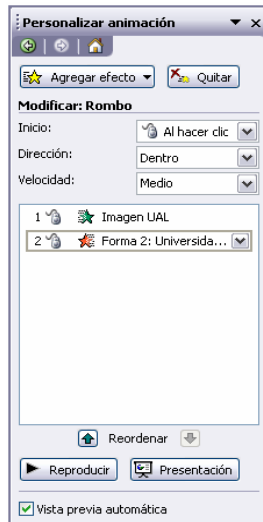 Personalizar animación
Agregar efecto Quitar
Modificar: Rombo
Inicio: Al hacer clic
Dirección: Dentro
Velocidad: Medio
1 Imagen UAL
2 Forma 2: Universida...
Reordenar
Reproducir Presentación
Vista previa automática